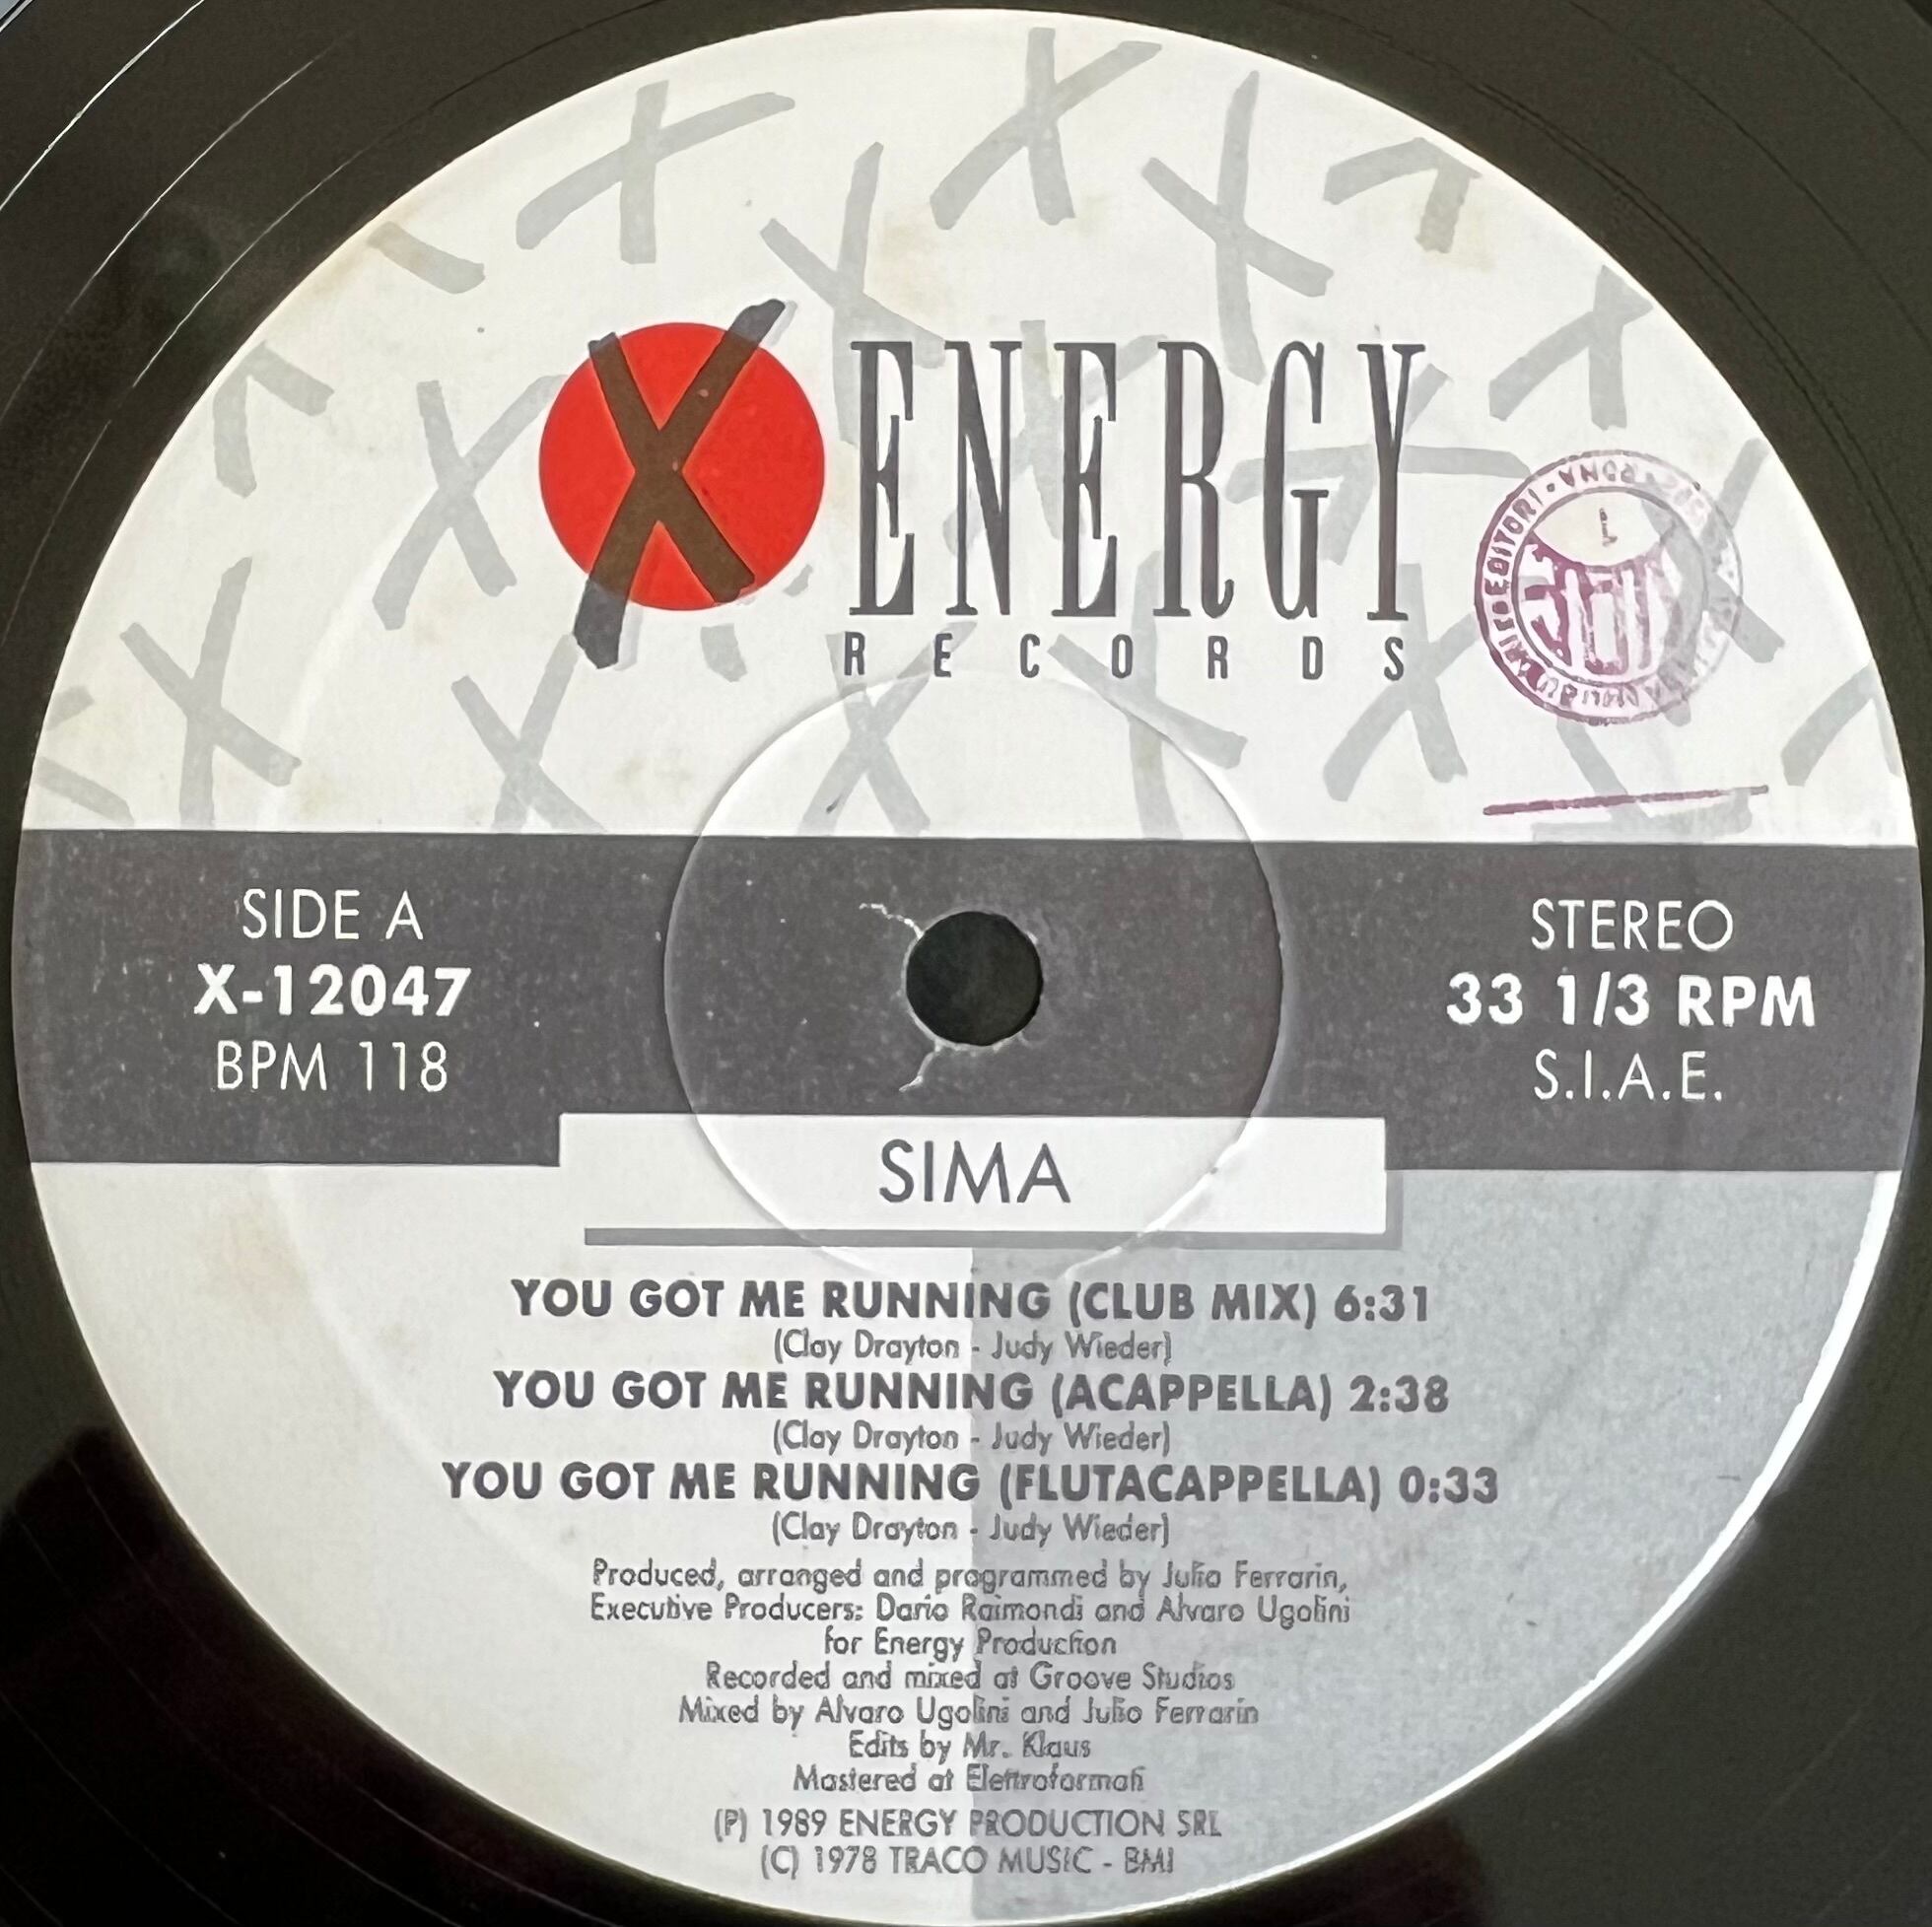 X ENERGY
RECORDS
SIDE A
X-12047
BPM 118
STEREO
33 1/3 RPM
S.I.A.E.
SIMA
YOU GOT ME RUNNING (CLUB MIX) 6:31
(Clay Drayton - Judy Wieder)
YOU GOT ME RUNNING (ACAPPELLA) 2:38
(Clay Drayton - Judy Wieder)
YOU GOT ME RUNNING (FLUTACAPPELLA) 0:33
(Clay Drayton - Judy Wieder)
Produced, arranged and programmed by Julio Ferrarin,
Executive Producers: Dario Raimondi and Alvaro Ugolini
for Energy Production
Recorded and mixed at Groove Studios
Mixed by Alvaro Ugolini and Julio Ferrarin
Edits by Mr. Klaus
Mastered at Elettroformati
(P) 1989 ENERGY PRODUCTION SRL
(C) 1978 TRACO MUSIC - BMI